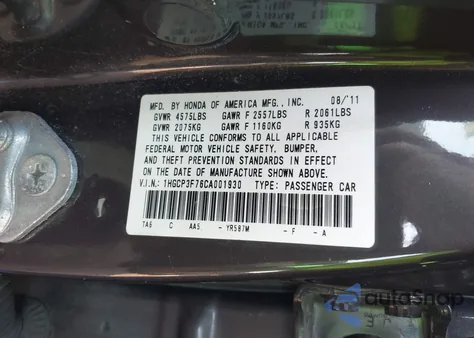 MFD. BY HONDA OF AMERICA MFG., INC. 08/'11
GVWR 4575LBS GAWR F 2557LBS R 2061LBS
GVWR 2075KG GAWR F 1160KG R 935KG
THIS VEHICLE CONFORMS TO ALL APPLICABLE
FEDERAL MOTOR VEHICLE SAFETY, BUMPER,
AND THEFT PREVENTION STANDARDS IN EFFECT
ON THE DATE OF MANUFACTURE SHOWN ABOVE.
V.I.N.: 1HGCP3F76CA001930 TYPE: PASSENGER CAR
TA6 C AA5 - YR587M - F - A
autoSnap